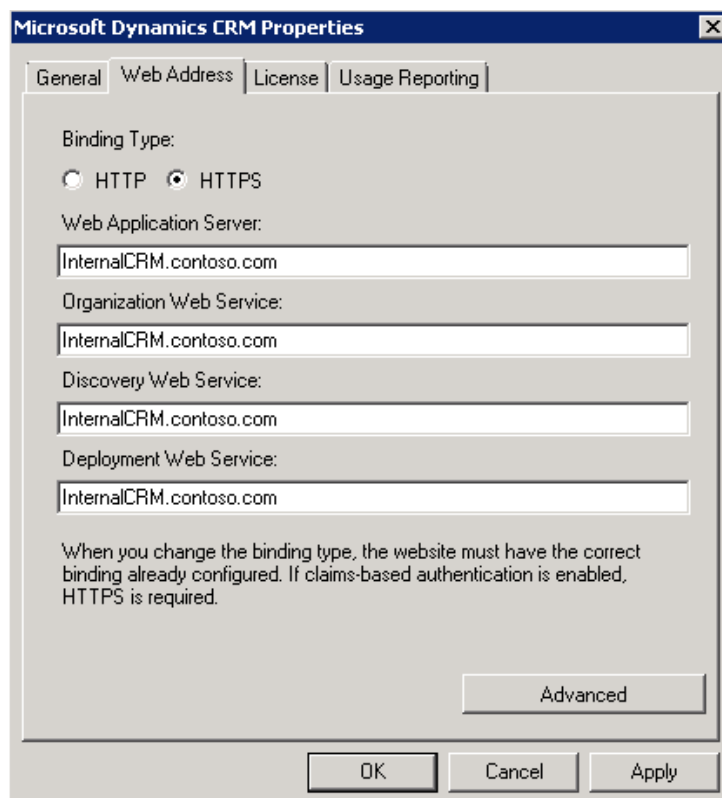 Microsoft Dynamics CRM Properties
General Web Address License Usage Reporting
Binding Type:
HTTP HTTPS
Web Application Server:
InternalCRM.contoso.com
Organization Web Service:
InternalCRM.contoso.com
Discovery Web Service:
InternalCRM.contoso.com
Deployment Web Service:
InternalCRM.contoso.com
When you change the binding type, the website must have the correct
binding already configured. If claims-based authentication is enabled,
HTTPS is required.
Advanced
OK Cancel Apply